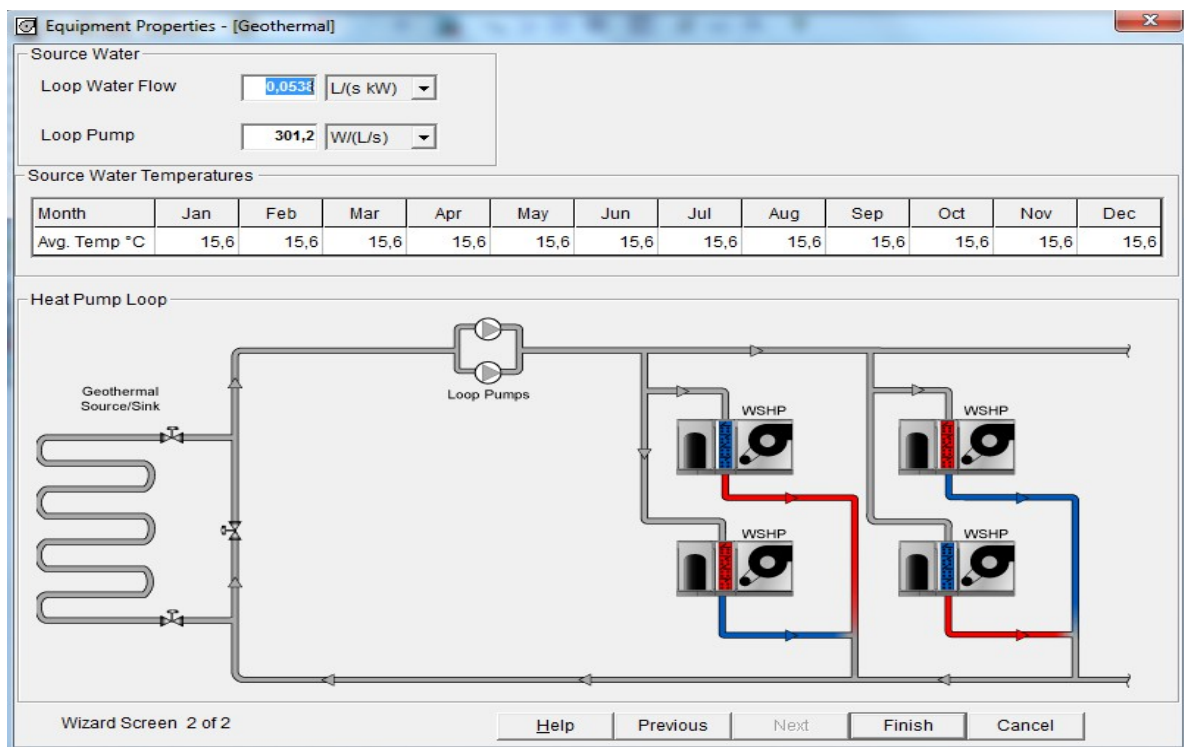 Equipment Properties - [Geothermal]
Source Water
Loop Water Flow 0,0538 L/(s kW)
Loop Pump 301,2 W/(L/s)
Source Water Temperatures
Month Jan Feb Mar Apr May Jun Jul Aug Sep Oct Nov Dec
Avg. Temp °C 15,6 15,6 15,6 15,6 15,6 15,6 15,6 15,6 15,6 15,6 15,6 15,6
Heat Pump Loop
Geothermal
Source/Sink
Loop Pumps
WSHP
WSHP
WSHP
WSHP
Wizard Screen 2 of 2
Help Previous Next Finish Cancel